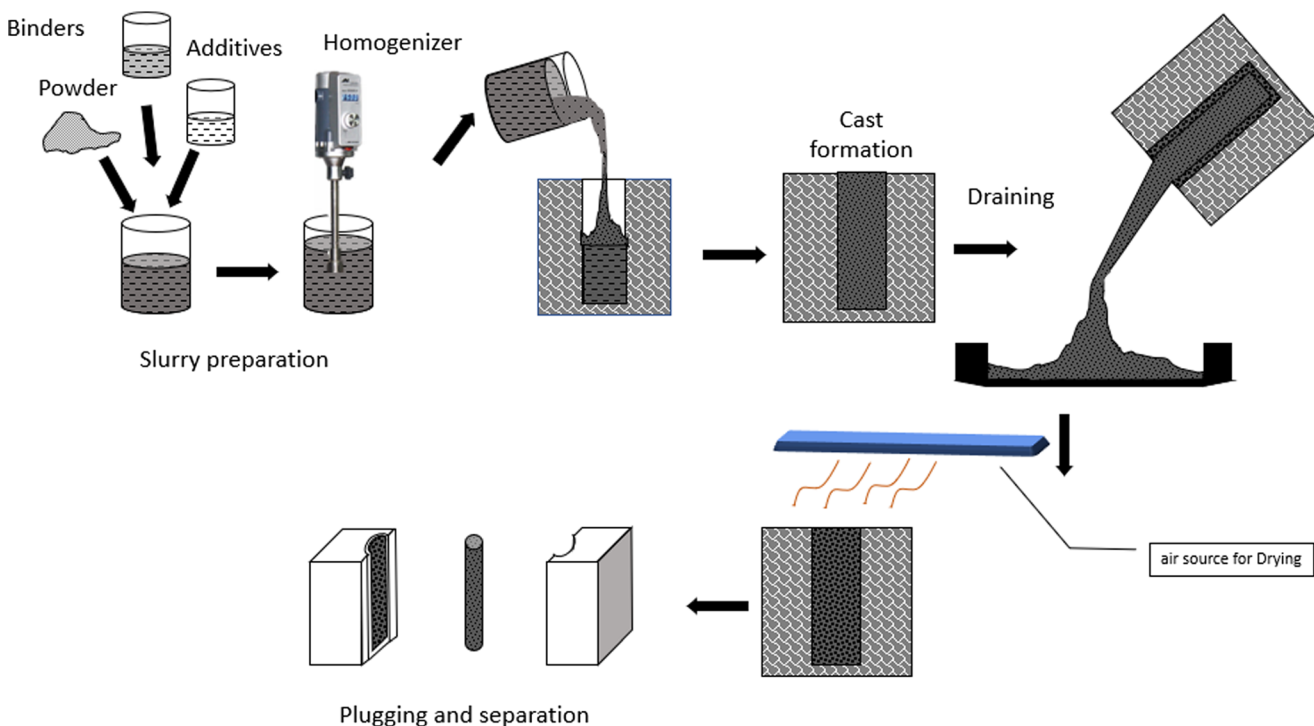 Binders
Additives
Powder
Homogenizer
Slurry preparation
Cast
formation
Draining
air source for Drying
Plugging and separation